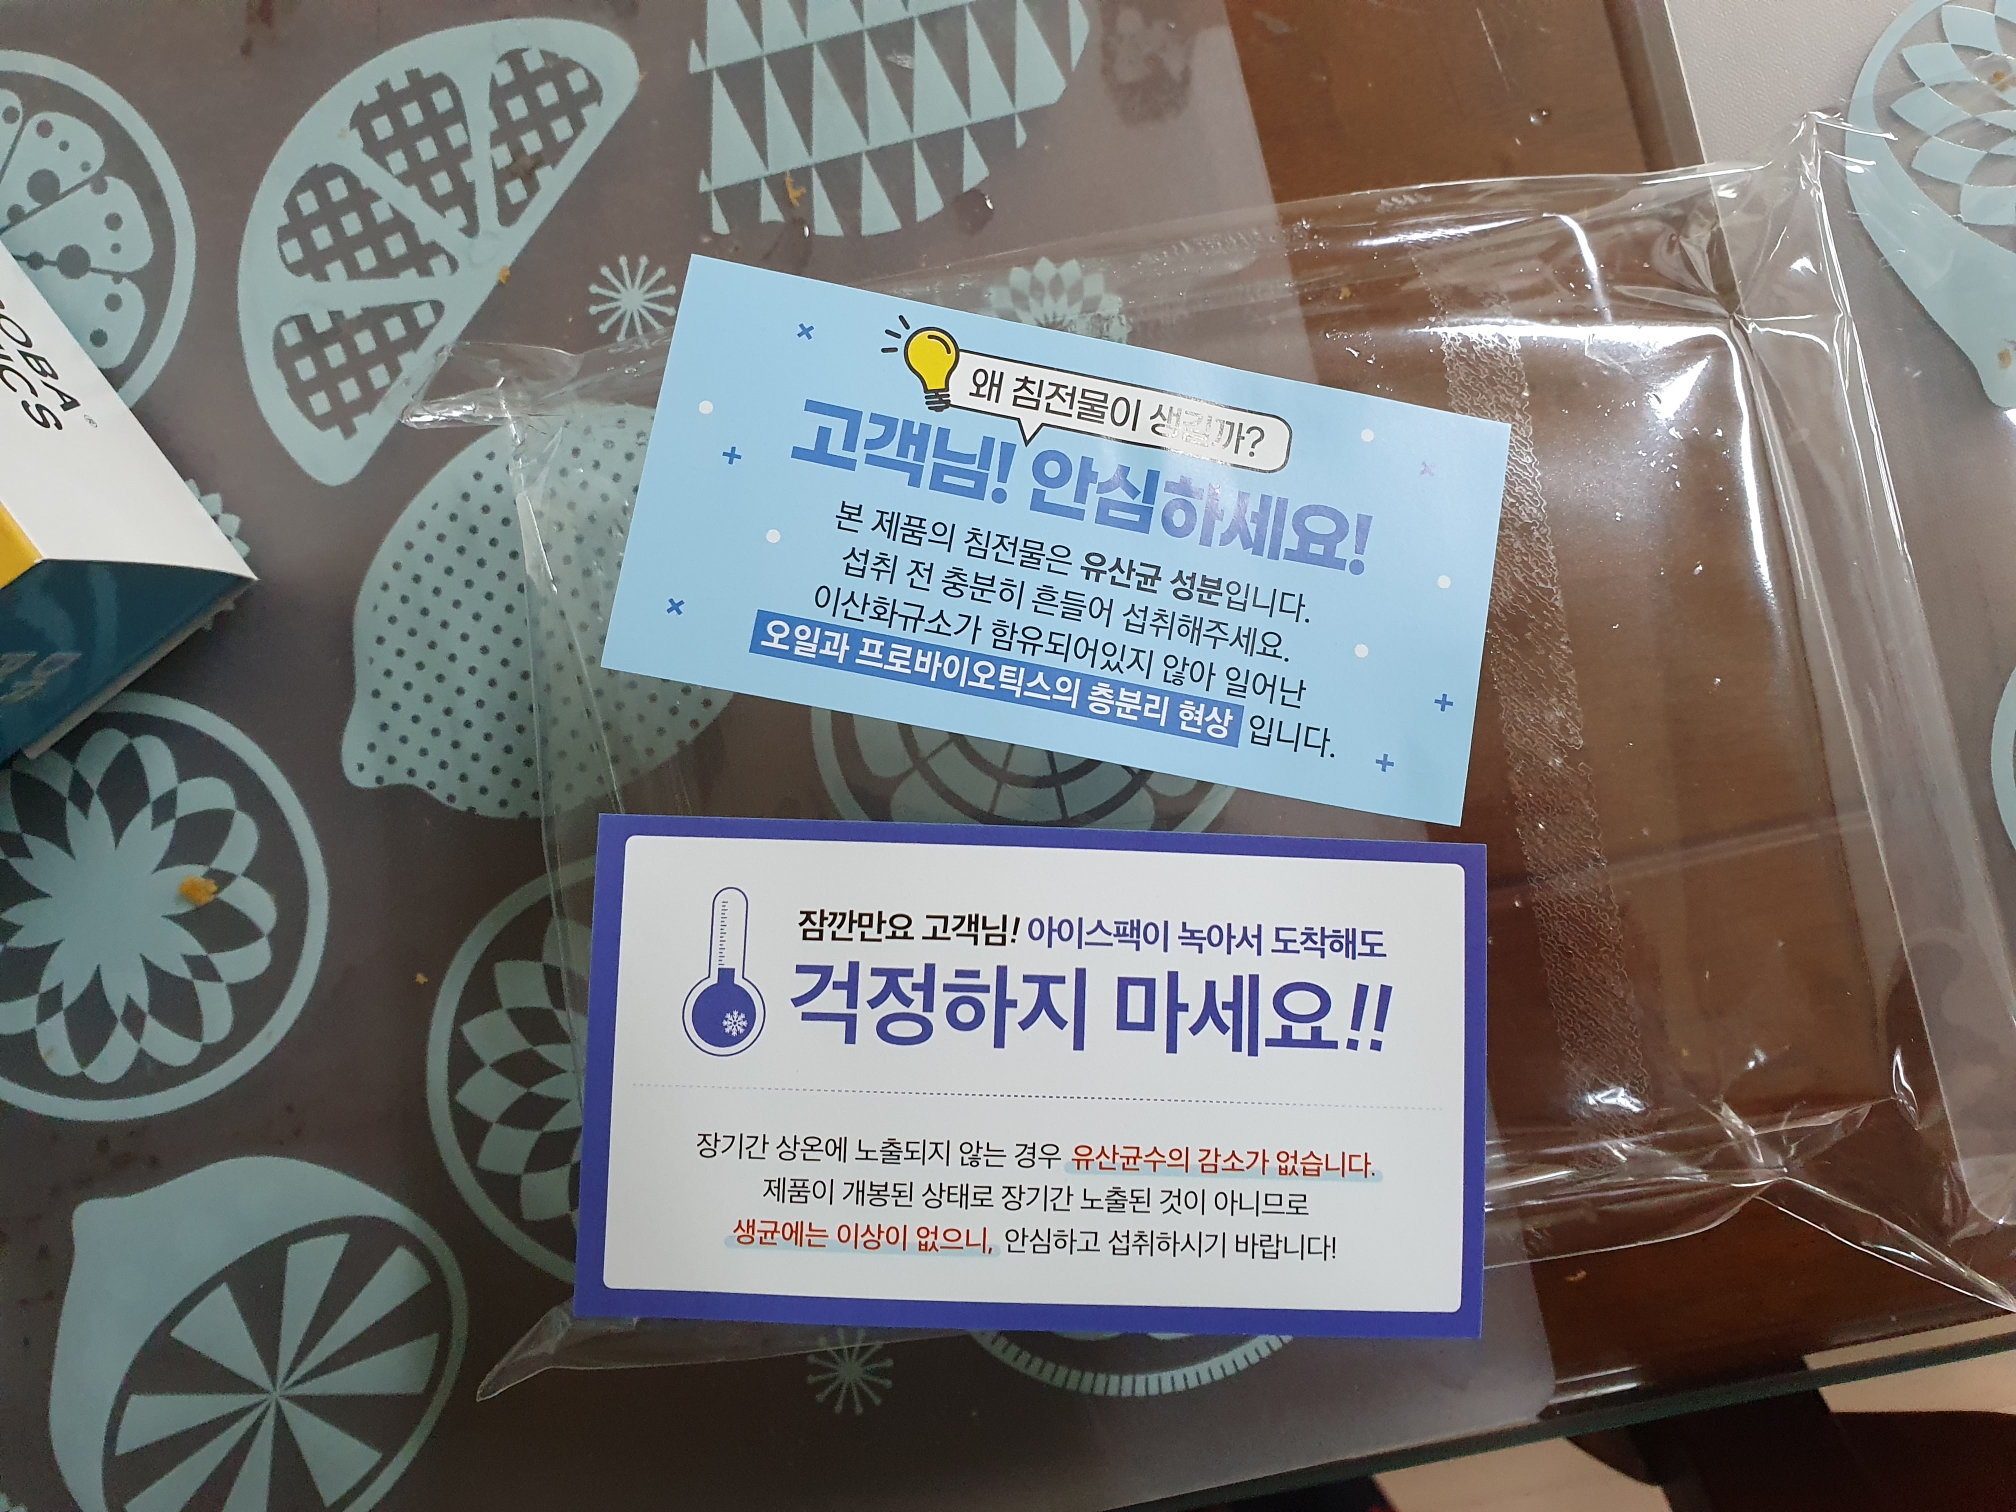 왜 침전물이 생길까?
고객님! 안심하세요!
본 제품의 침전물은 유산균 성분입니다.
섭취 전 충분히 흔들어 섭취해주세요.
이산화규소가 함유되어있지 않아 일어난
오일과 프로바이오틱스의 층분리 현상 입니다.
잠깐만요 고객님! 아이스팩이 녹아서 도착해도
걱정하지 마세요!!
장기간 상온에 노출되지 않는 경우 유산균수의 감소가 없습니다.
제품이 개봉된 상태로 장기간 노출된 것이 아니므로
생균에는 이상이 없으니, 안심하고 섭취하시기 바랍니다!